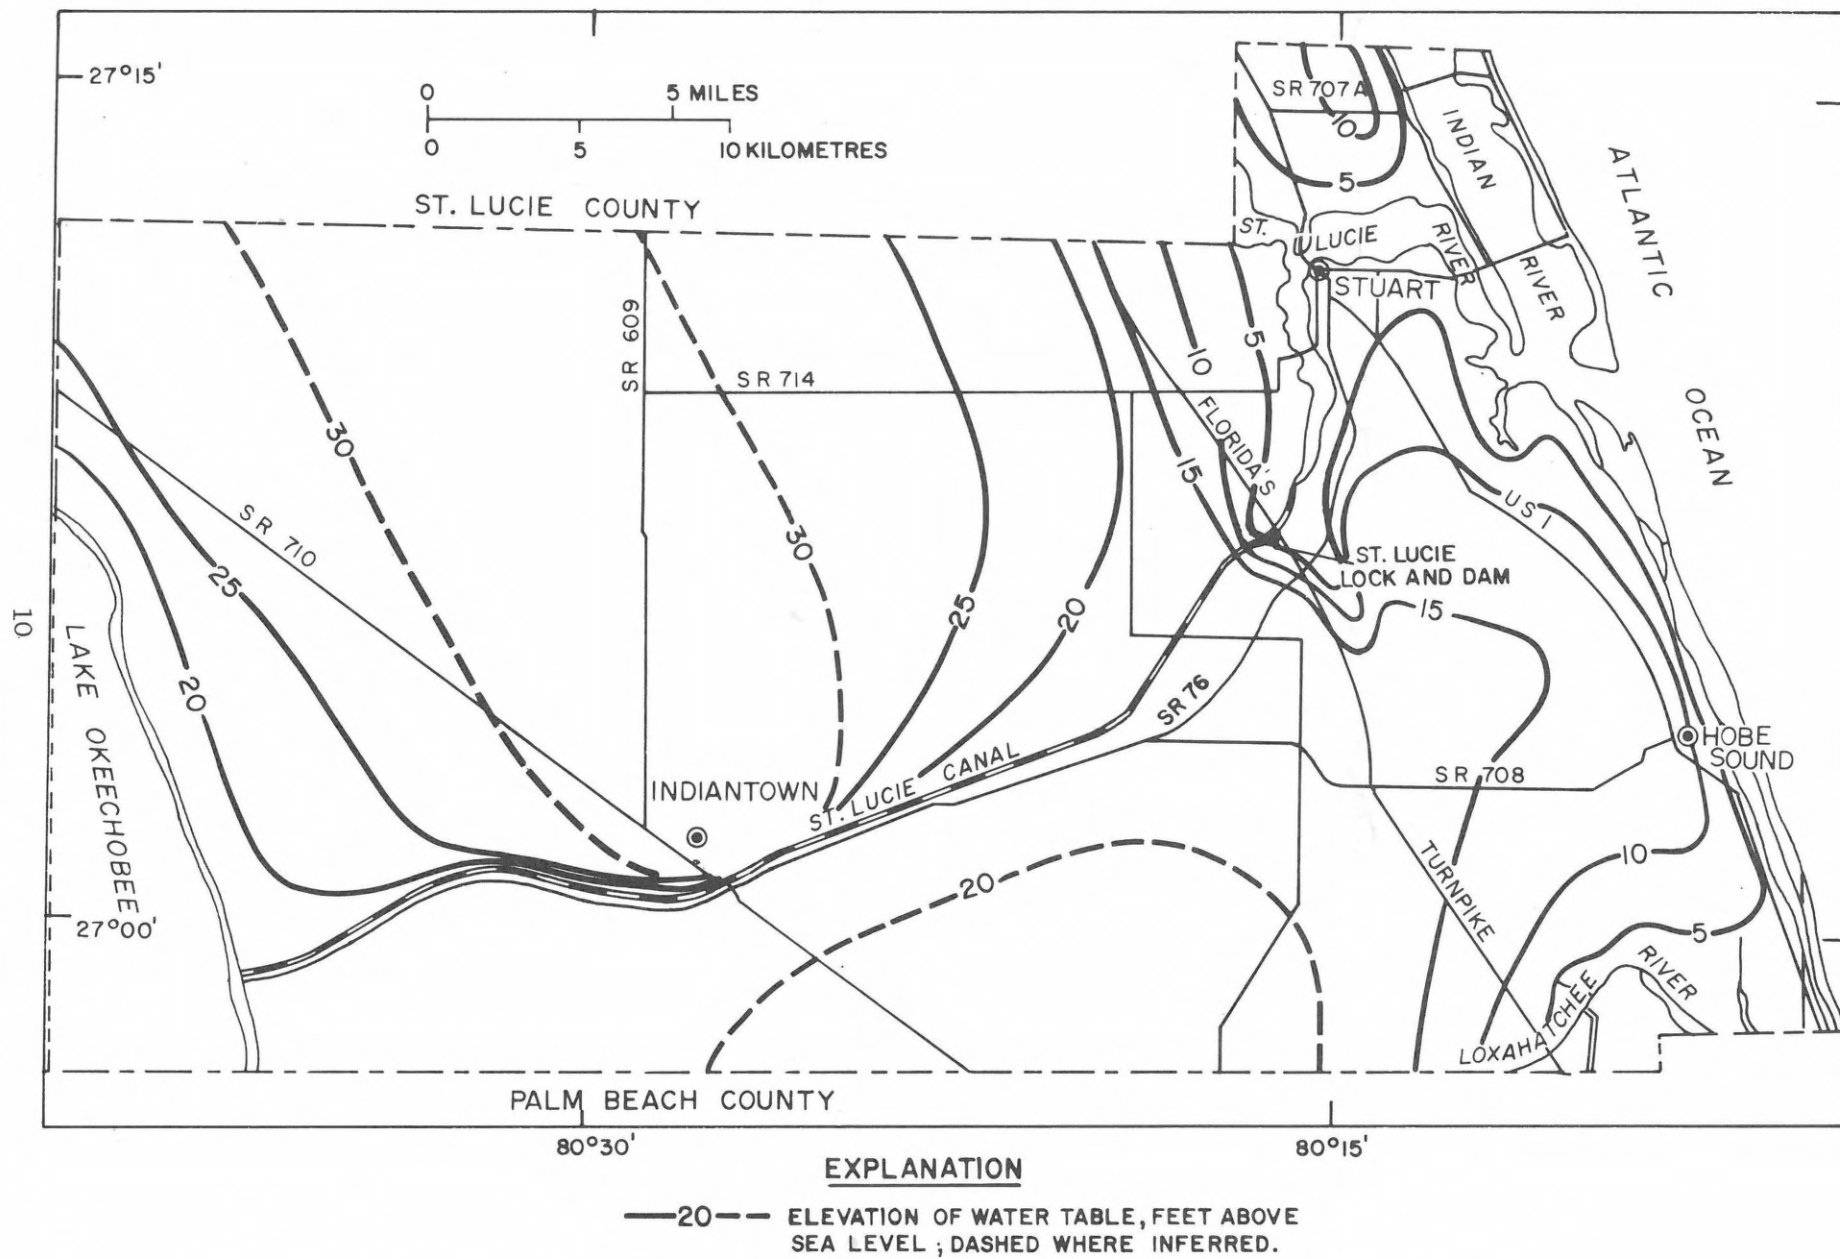 27°15'
0 5 MILES
0 5 10 KILOMETRES
ST. LUCIE COUNTY
SR 707A
10
5
INDIAN
RIVER
ATLANTIC
OCEAN
ST. LUCIE
RIVER
STUART
SR 609
SR 714
30
30
25
20
15
10
5
FLORIDA'S
TURNPIKE
US 1
ST. LUCIE
LOCK AND DAM
15
SR 710
25
20
LAKE OKEECHOBEE
10
INDIANTOWN
ST. LUCIE CANAL
SR 76
HOBE
SOUND
SR 708
20
10
5
27°00'
LOXAHATCHEE
RIVER
PALM BEACH COUNTY
80°30'
80°15'
EXPLANATION
20 ELEVATION OF WATER TABLE, FEET ABOVE
SEA LEVEL ; DASHED WHERE INFERRED.